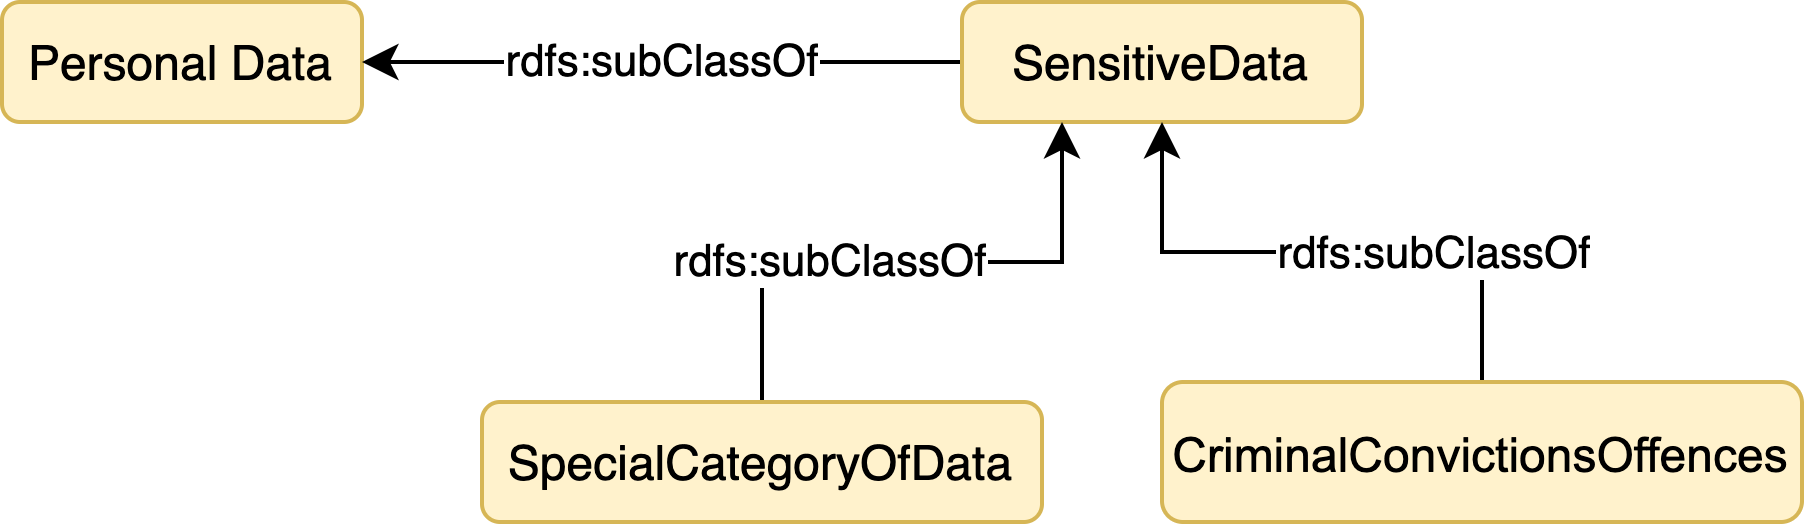 Personal Data
rdfs:subClassOf
SensitiveData
rdfs:subClassOf
rdfs:subClassOf
SpecialCategoryOfData
CriminalConvictionsOffences